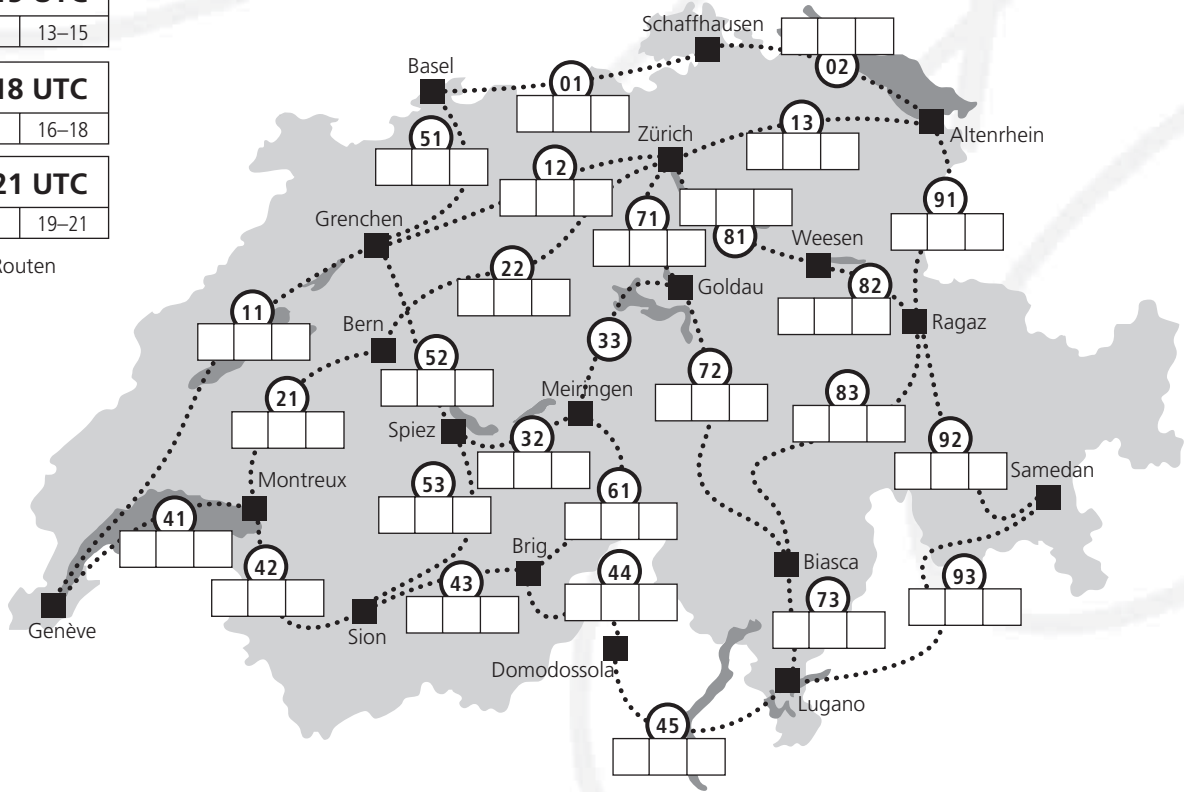 13–15
18 UTC
16–18
21 UTC
19–21
Routen
Schaffhausen
Basel
02
01
13
Zürich
Altenrhein
51
12
91
Grenchen
71
81
Weesen
22
82
Goldau
11
Bern
33
Ragaz
52
72
21
Meiringen
83
Spiez
32
92
Montreux
53
61
Samedan
41
Brig
42
43
44
Biasca
93
73
Genève
Sion
Domodossola
Lugano
45